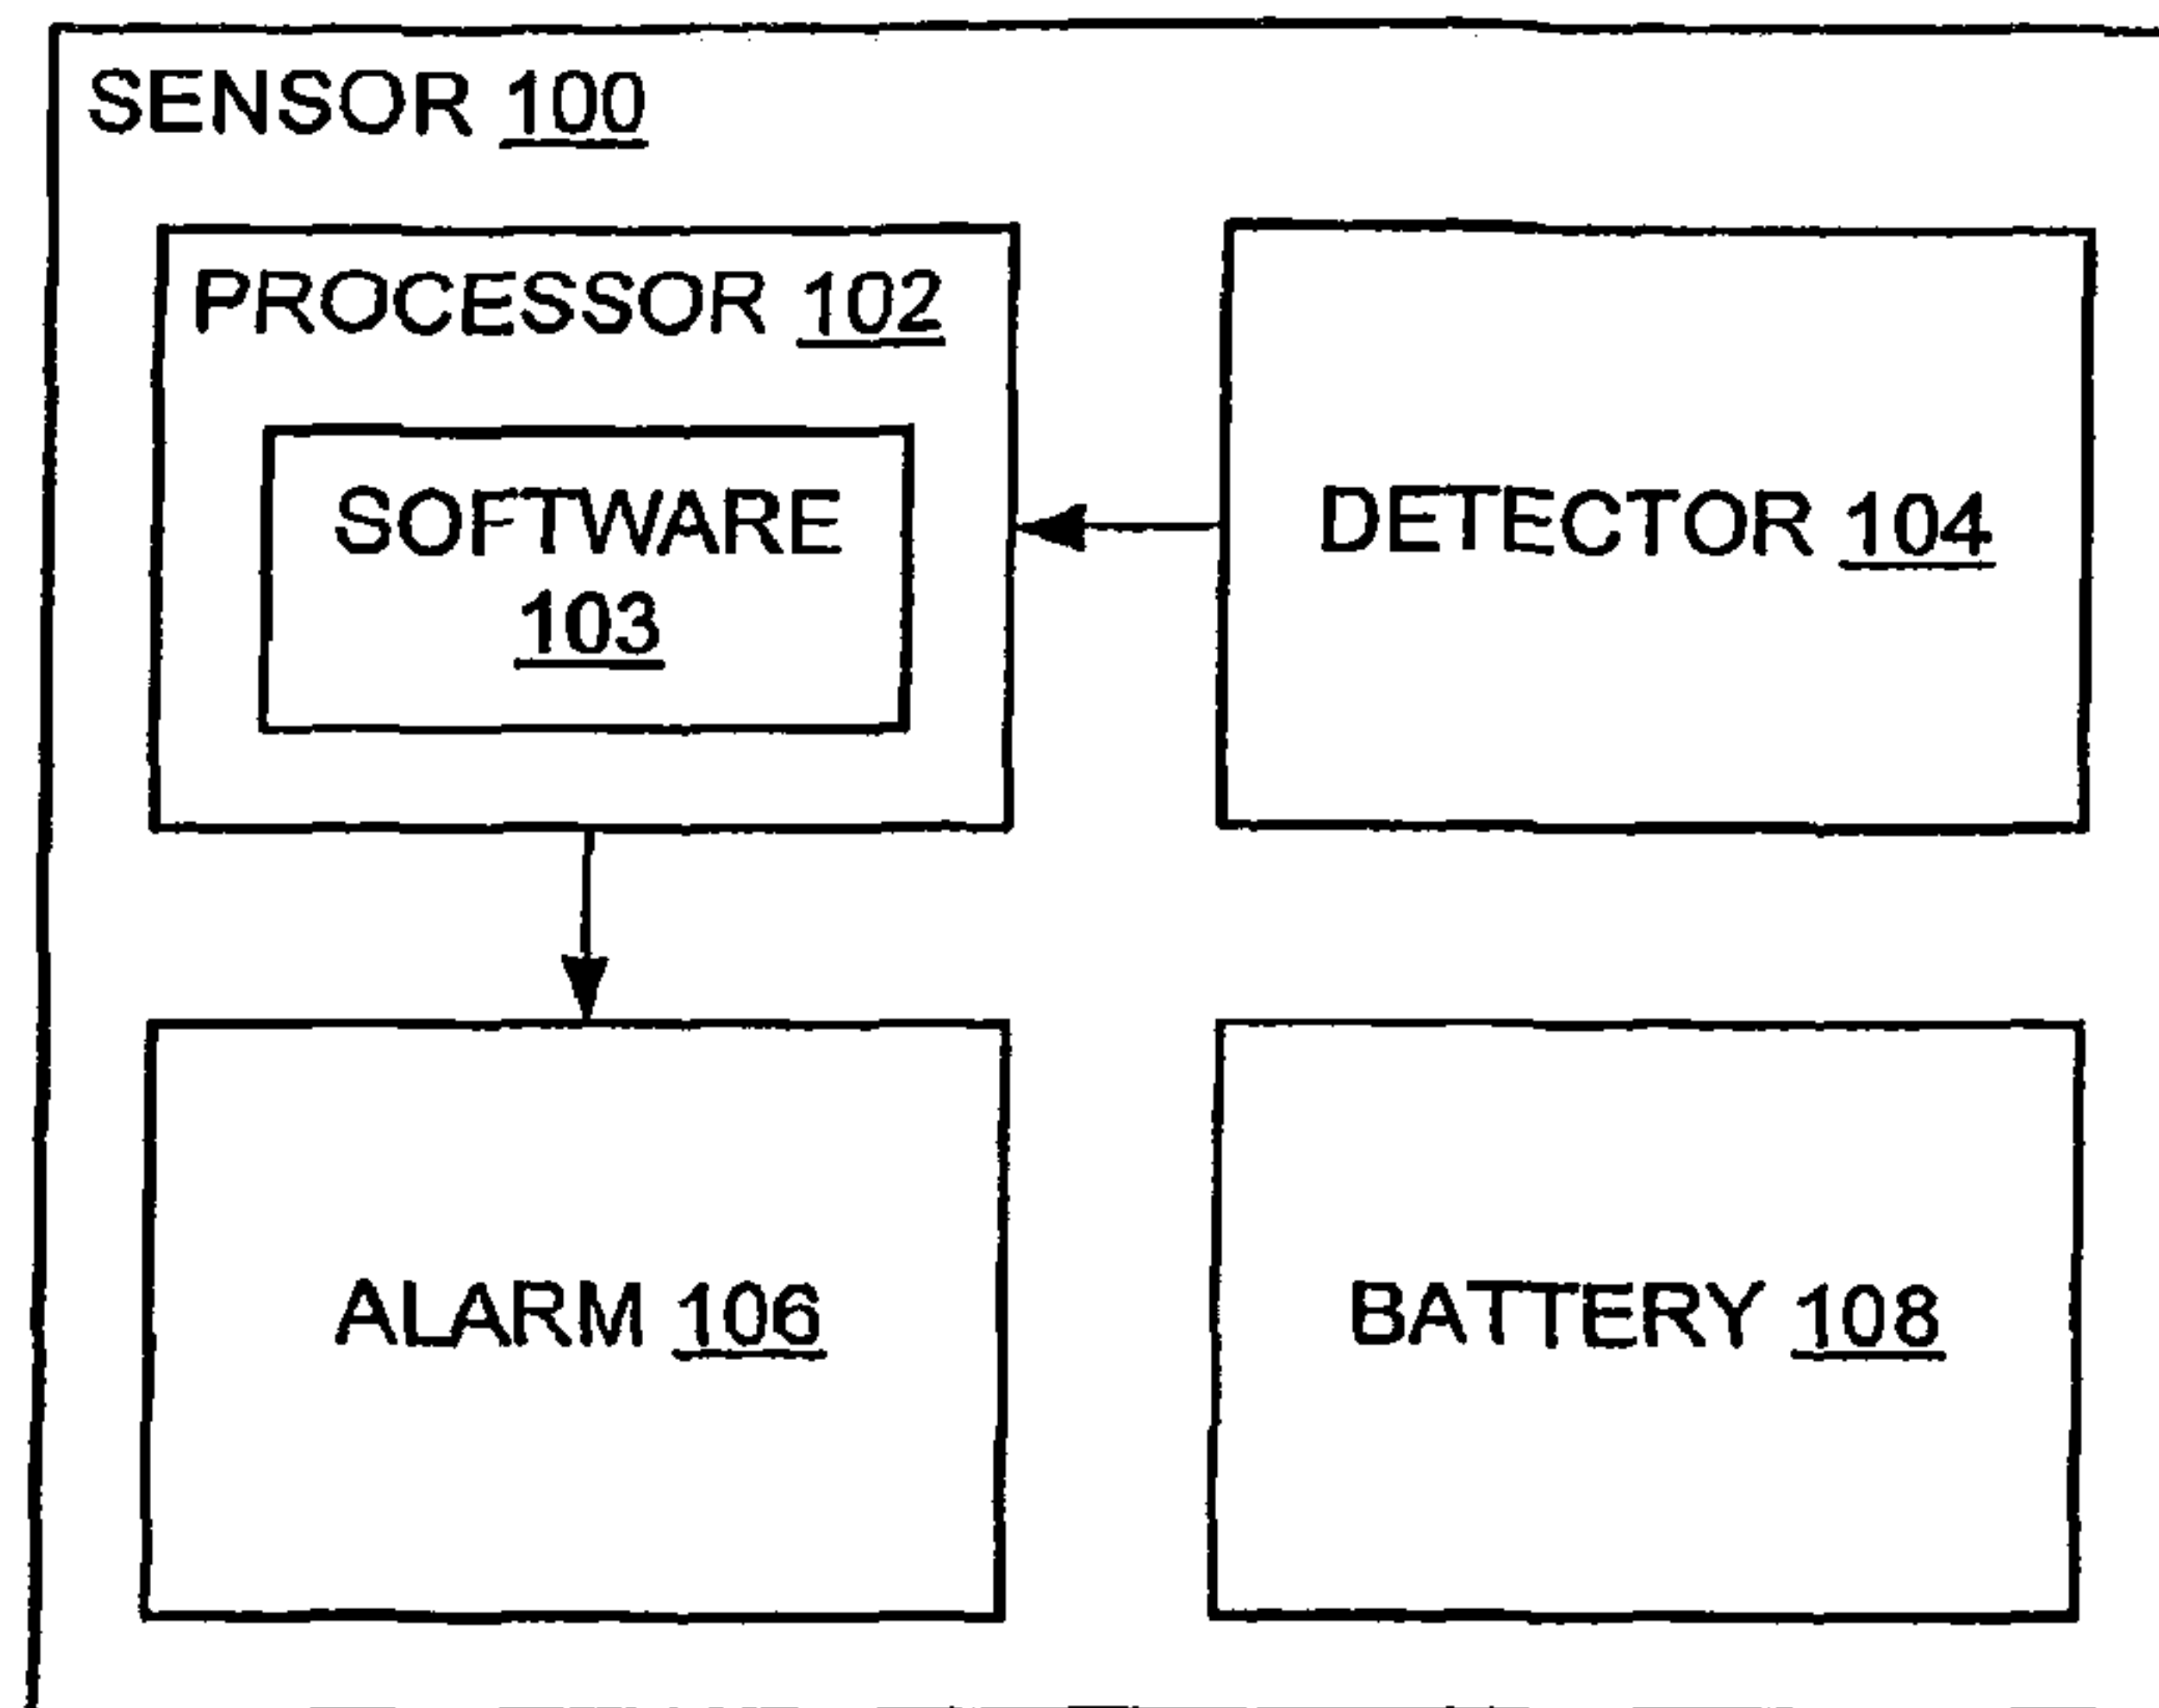 SENSOR 100
PROCESSOR 102
SOFTWARE
103
DETECTOR 104
ALARM 106
BATTERY 108